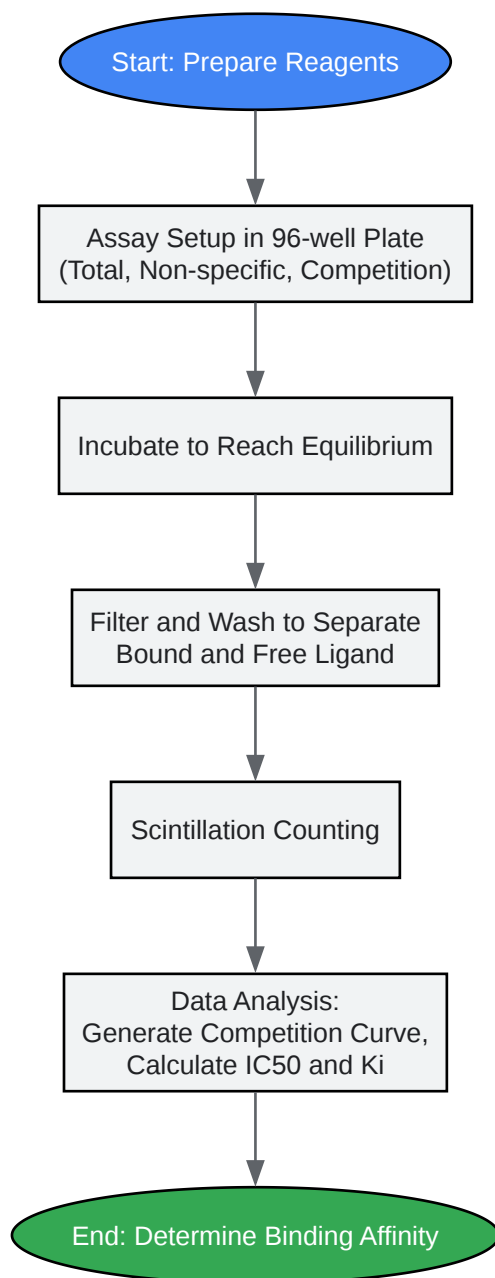 Start: Prepare Reagents
Assay Setup in 96-well Plate
(Total, Non-specific, Competition)
Incubate to Reach Equilibrium
Filter and Wash to Separate
Bound and Free Ligand
Scintillation Counting
Data Analysis:
Generate Competition Curve,
Calculate IC50 and Ki
End: Determine Binding Affinity